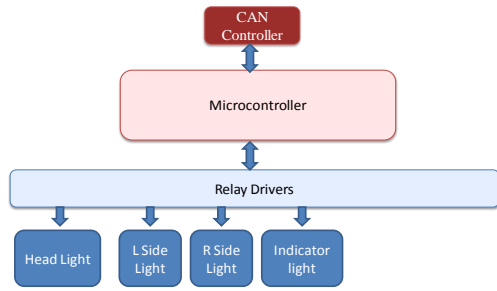 CAN
Controller
Microcontroller
Relay Drivers
Head Light
L Side
Light
R Side
Light
Indicator
light